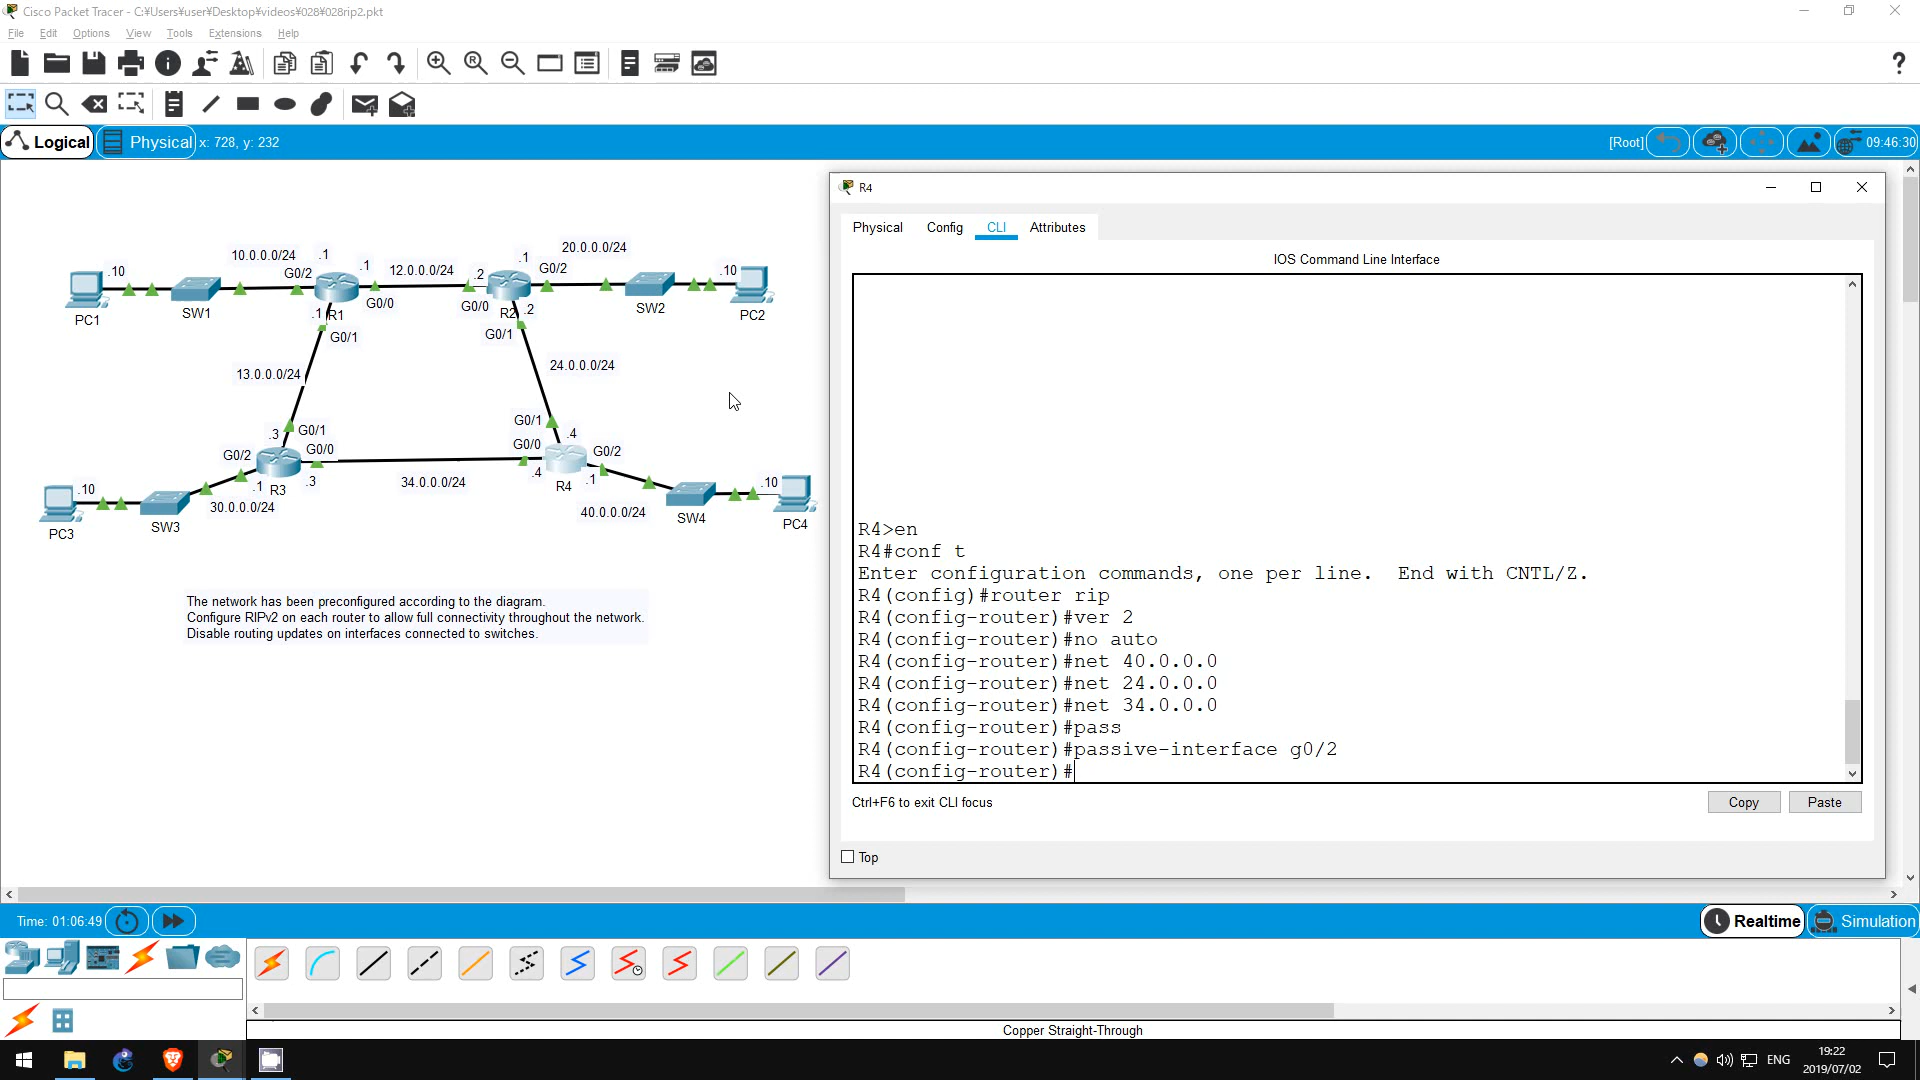 Cisco Packet Tracer - C:¥Users¥user¥Desktop¥videos¥028¥028rip2.pkt
File Edit Options View Tools Extensions Help
Logical Physical x: 728, y: 232 [Root] 09:46:30
R4
Physical Config CLI Attributes
IOS Command Line Interface
20.0.0.0/24
10.0.0.0/24 .1 .1
.10 G0/2 .1 12.0.0.0/24 .2 G0/2 .10
G0/0 G0/0
PC1 SW1 .1 R1 R2 .2 SW2 PC2
G0/1 G0/1
13.0.0.0/24 24.0.0.0/24
.3 G0/1 G0/1 .4
G0/2 G0/0 G0/0 G0/2
.10 .1 R3 .3 34.0.0.0/24 .4 R4 .1 .10
30.0.0.0/24 40.0.0.0/24
PC3 SW3 SW4 PC4
The network has been preconfigured according to the diagram.
Configure RIPv2 on each router to allow full connectivity throughout the network.
Disable routing updates on interfaces connected to switches.
R4>en
R4#conf t
Enter configuration commands, one per line.  End with CNTL/Z.
R4(config)#router rip
R4(config-router)#ver 2
R4(config-router)#no auto
R4(config-router)#net 40.0.0.0
R4(config-router)#net 24.0.0.0
R4(config-router)#net 34.0.0.0
R4(config-router)#pass
R4(config-router)#passive-interface g0/2
R4(config-router)#
Ctrl+F6 to exit CLI focus Copy Paste
Top
Time: 01:06:49 Realtime Simulation
Copper Straight-Through
ENG 19:22
2019/07/02